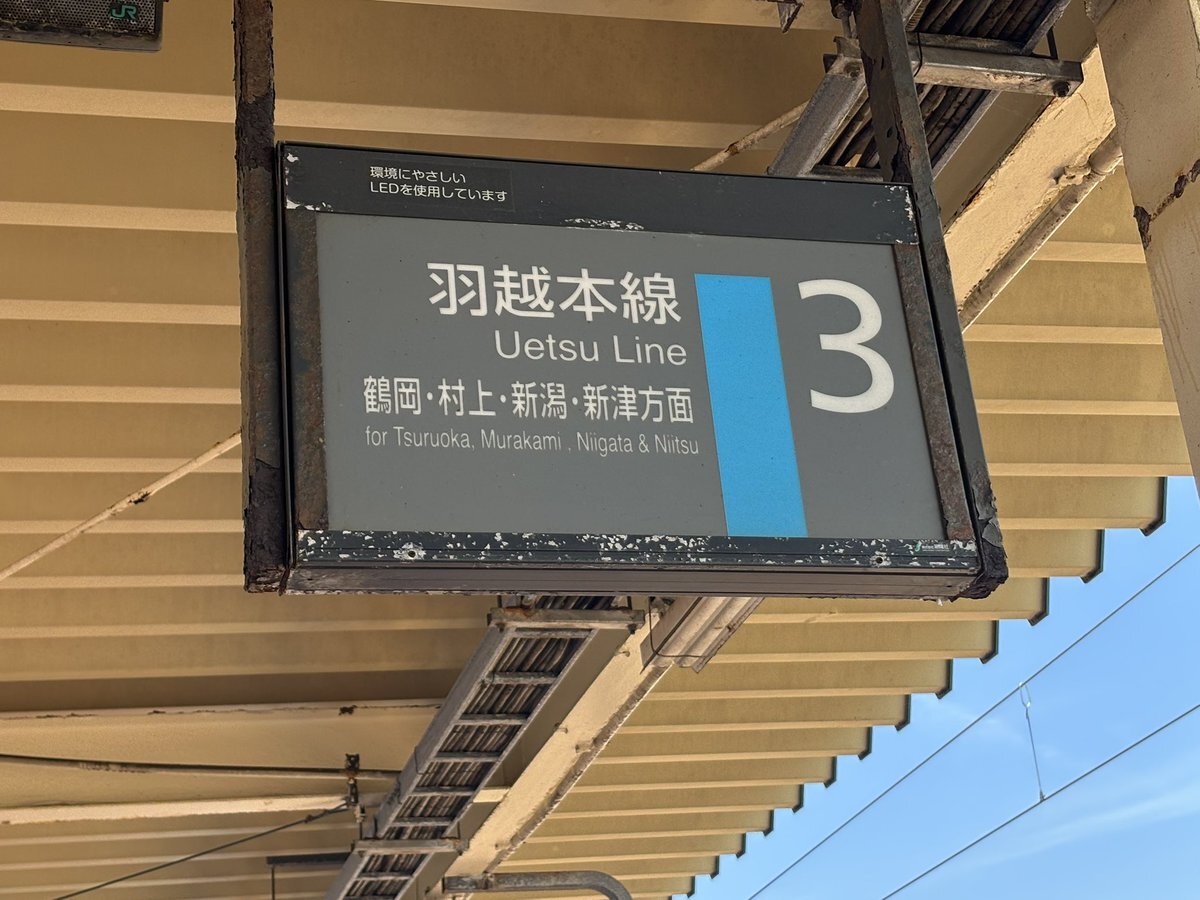 JR
環境にやさしい
LEDを使用しています
羽越本線
Uetsu Line
鶴岡・村上・新潟・新津方面
for Tsuruoka, Murakami , Niigata & Niitsu
3